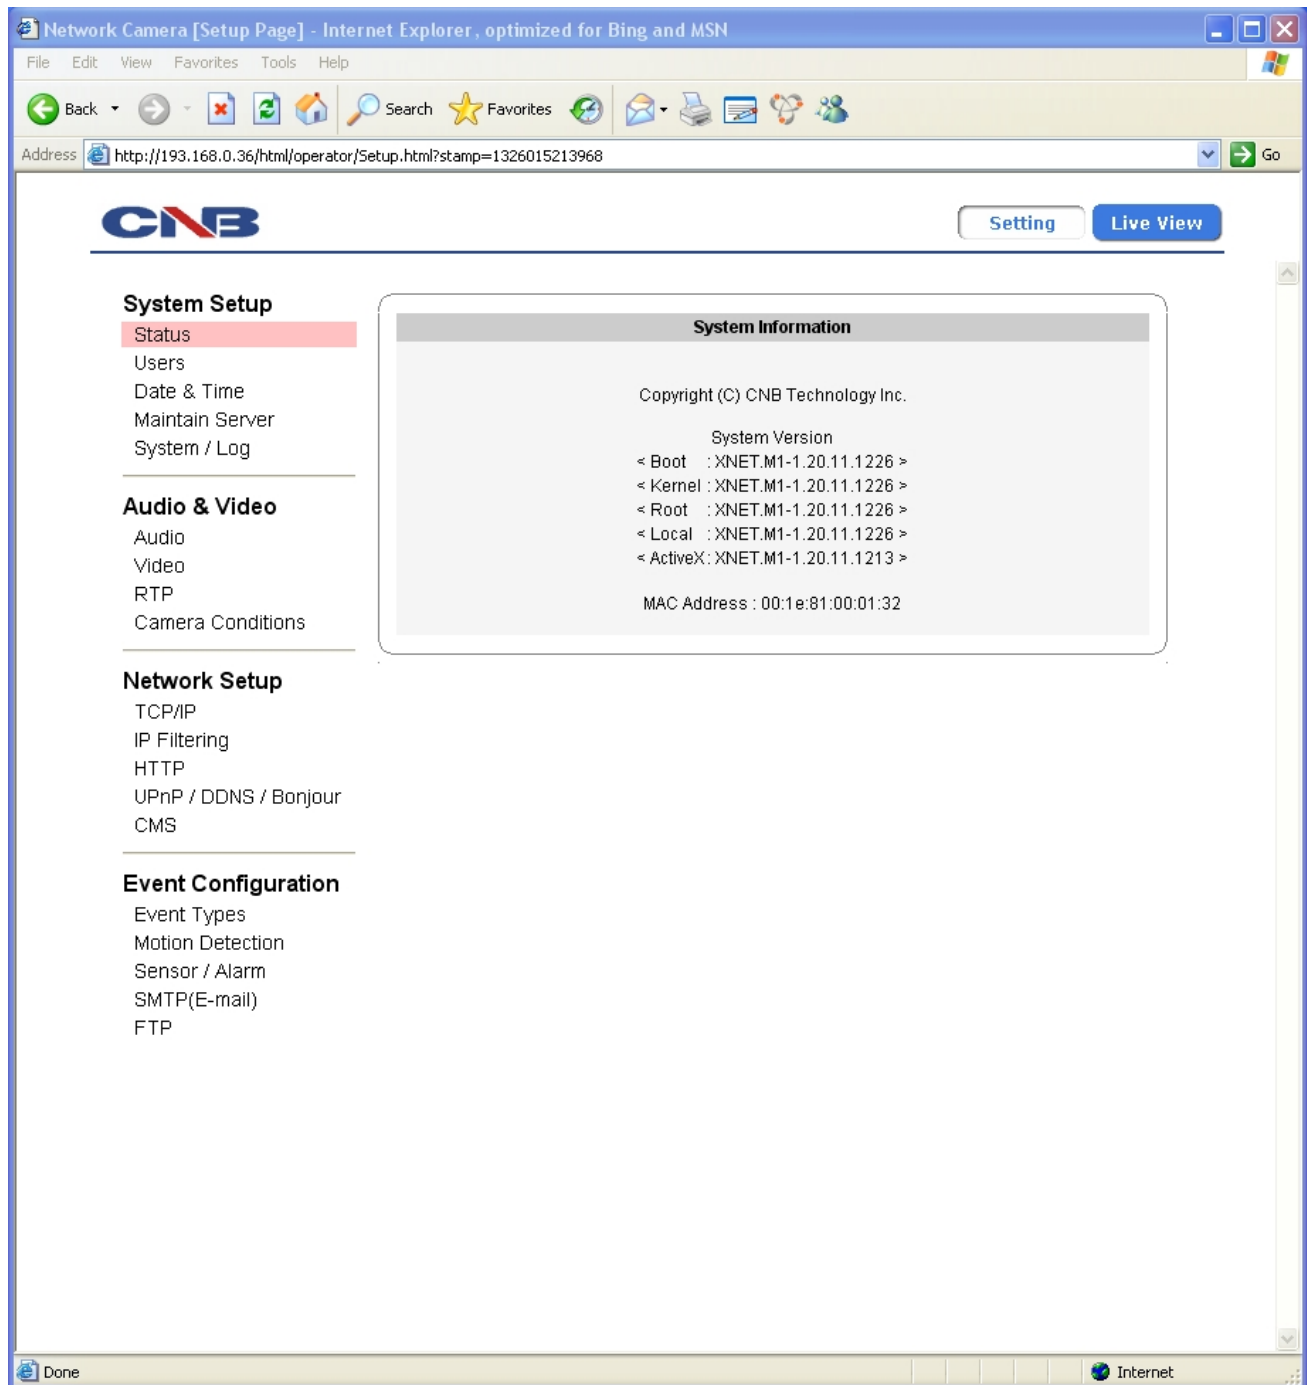 Network Camera [Setup Page] - Internet Explorer, optimized for Bing and MSN
File Edit View Favorites Tools Help
Back Search Favorites
Address http://193.168.0.36/html/operator/Setup.html?stamp=1326015213968 Go
CNB Setting Live View
System Setup
Status
Users
Date & Time
Maintain Server
System / Log
Audio & Video
Audio
Video
RTP
Camera Conditions
Network Setup
TCP/IP
IP Filtering
HTTP
UPnP / DDNS / Bonjour
CMS
Event Configuration
Event Types
Motion Detection
Sensor / Alarm
SMTP(E-mail)
FTP
System Information
Copyright (C) CNB Technology Inc.
System Version
< Boot : XNET.M1-1.20.11.1226 >
< Kernel : XNET.M1-1.20.11.1226 >
< Root : XNET.M1-1.20.11.1226 >
< Local : XNET.M1-1.20.11.1226 >
< ActiveX : XNET.M1-1.20.11.1213 >
MAC Address : 00:1e:81:00:01:32
Done Internet